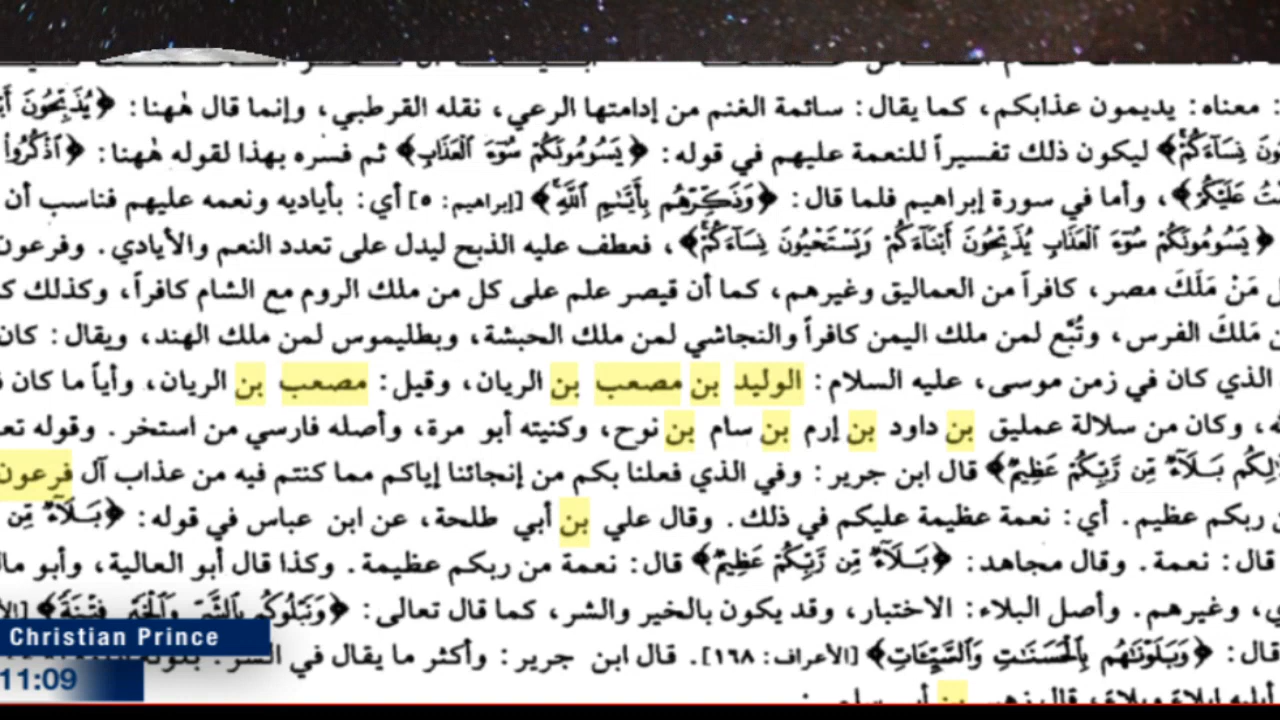 : معناه: يديمون عذابكم، كما يقال: سائمة الغنم من إدامتها الرعي، نقله القرطبي، وإنما قال هٰهنا: ﴿يُذَبِّحُونَ
نِسَآءَكُمْ﴾ ليكون ذلك تفسيراً للنعمة عليهم في قوله: ﴿يَسُومُونَكُمْ سُوٓءَ ٱلْعَذَابِ﴾ ثم فسره بهذا لقوله هٰهنا: ﴿ٱذْكُرُوا۟
عَلَيْكُمْ﴾، وأما في سورة إبراهيم فلما قال: ﴿وَذَكِّرْهُم بِأَيَّىٰمِ ٱللَّهِ﴾ [إبراهيم: ٥] أي: بأياديه ونعمه عليهم فناسب أن
﴿يَسُومُونَكُمْ سُوٓءَ ٱلْعَذَابِ يُذَبِّحُونَ أَبْنَآءَكُمْ وَيَسْتَحْيُونَ نِسَآءَكُمْ﴾، فعطف عليه الذبح ليدل على تعدد النعم والأيادي. وفرعون
مَنْ مَلَكَ مصر، كافراً من العماليق وغيرهم، كما أن قيصر علم على كل من ملك الروم مع الشام كافراً، وكذلك
مَلكَ الفرس، وتُبَّع لمن ملك اليمن كافراً والنجاشي لمن ملك الحبشة، وبطليموس لمن ملك الهند، ويقال: كان
الذي كان في زمن موسى، عليه السلام: الوليد بن مصعب بن الريان، وقيل: مصعب بن الريان، وأياً ما كان
وكان من سلالة عمليق بن داود بن إرم بن سام بن نوح، وكنيته أبو مرة، وأصله فارسي من استخر. وقوله
بَلَآءٌ مِّن رَّبِّكُمْ عَظِيمٌ﴾ قال ابن جرير: وفي الذي فعلنا بكم من إنجائنا إياكم مما كنتم فيه من عذاب آل فرعون
ربكم عظيم. أي: نعمة عظيمة عليكم في ذلك. وقال علي بن أبي طلحة، عن ابن عباس في قوله: ﴿بَلَآءٌ مِّن
قال: نعمة. وقال مجاهد: ﴿بَلَآءٌ مِّن رَّبِّكُمْ عَظِيمٌ﴾ قال: نعمة من ربكم عظيمة. وكذا قال أبو العالية، وأبو
، وغيرهم. وأصل البلاء: الاختبار، وقد يكون بالخير والشر، كما قال تعالى: ﴿وَنَبْلُوكُم بِٱلشَّرِّ وَٱلْخَيْرِ فِتْنَةً﴾
قال: ﴿وَبَلَوْنَٰهُم بِٱلْحَسَنَٰتِ وَٱلسَّيِّـَٔاتِ﴾ [الأعراف: ١٦٨]. قال ابن جرير: وأكثر ما يقال في الشر: بلوته
Christian Prince
11:09